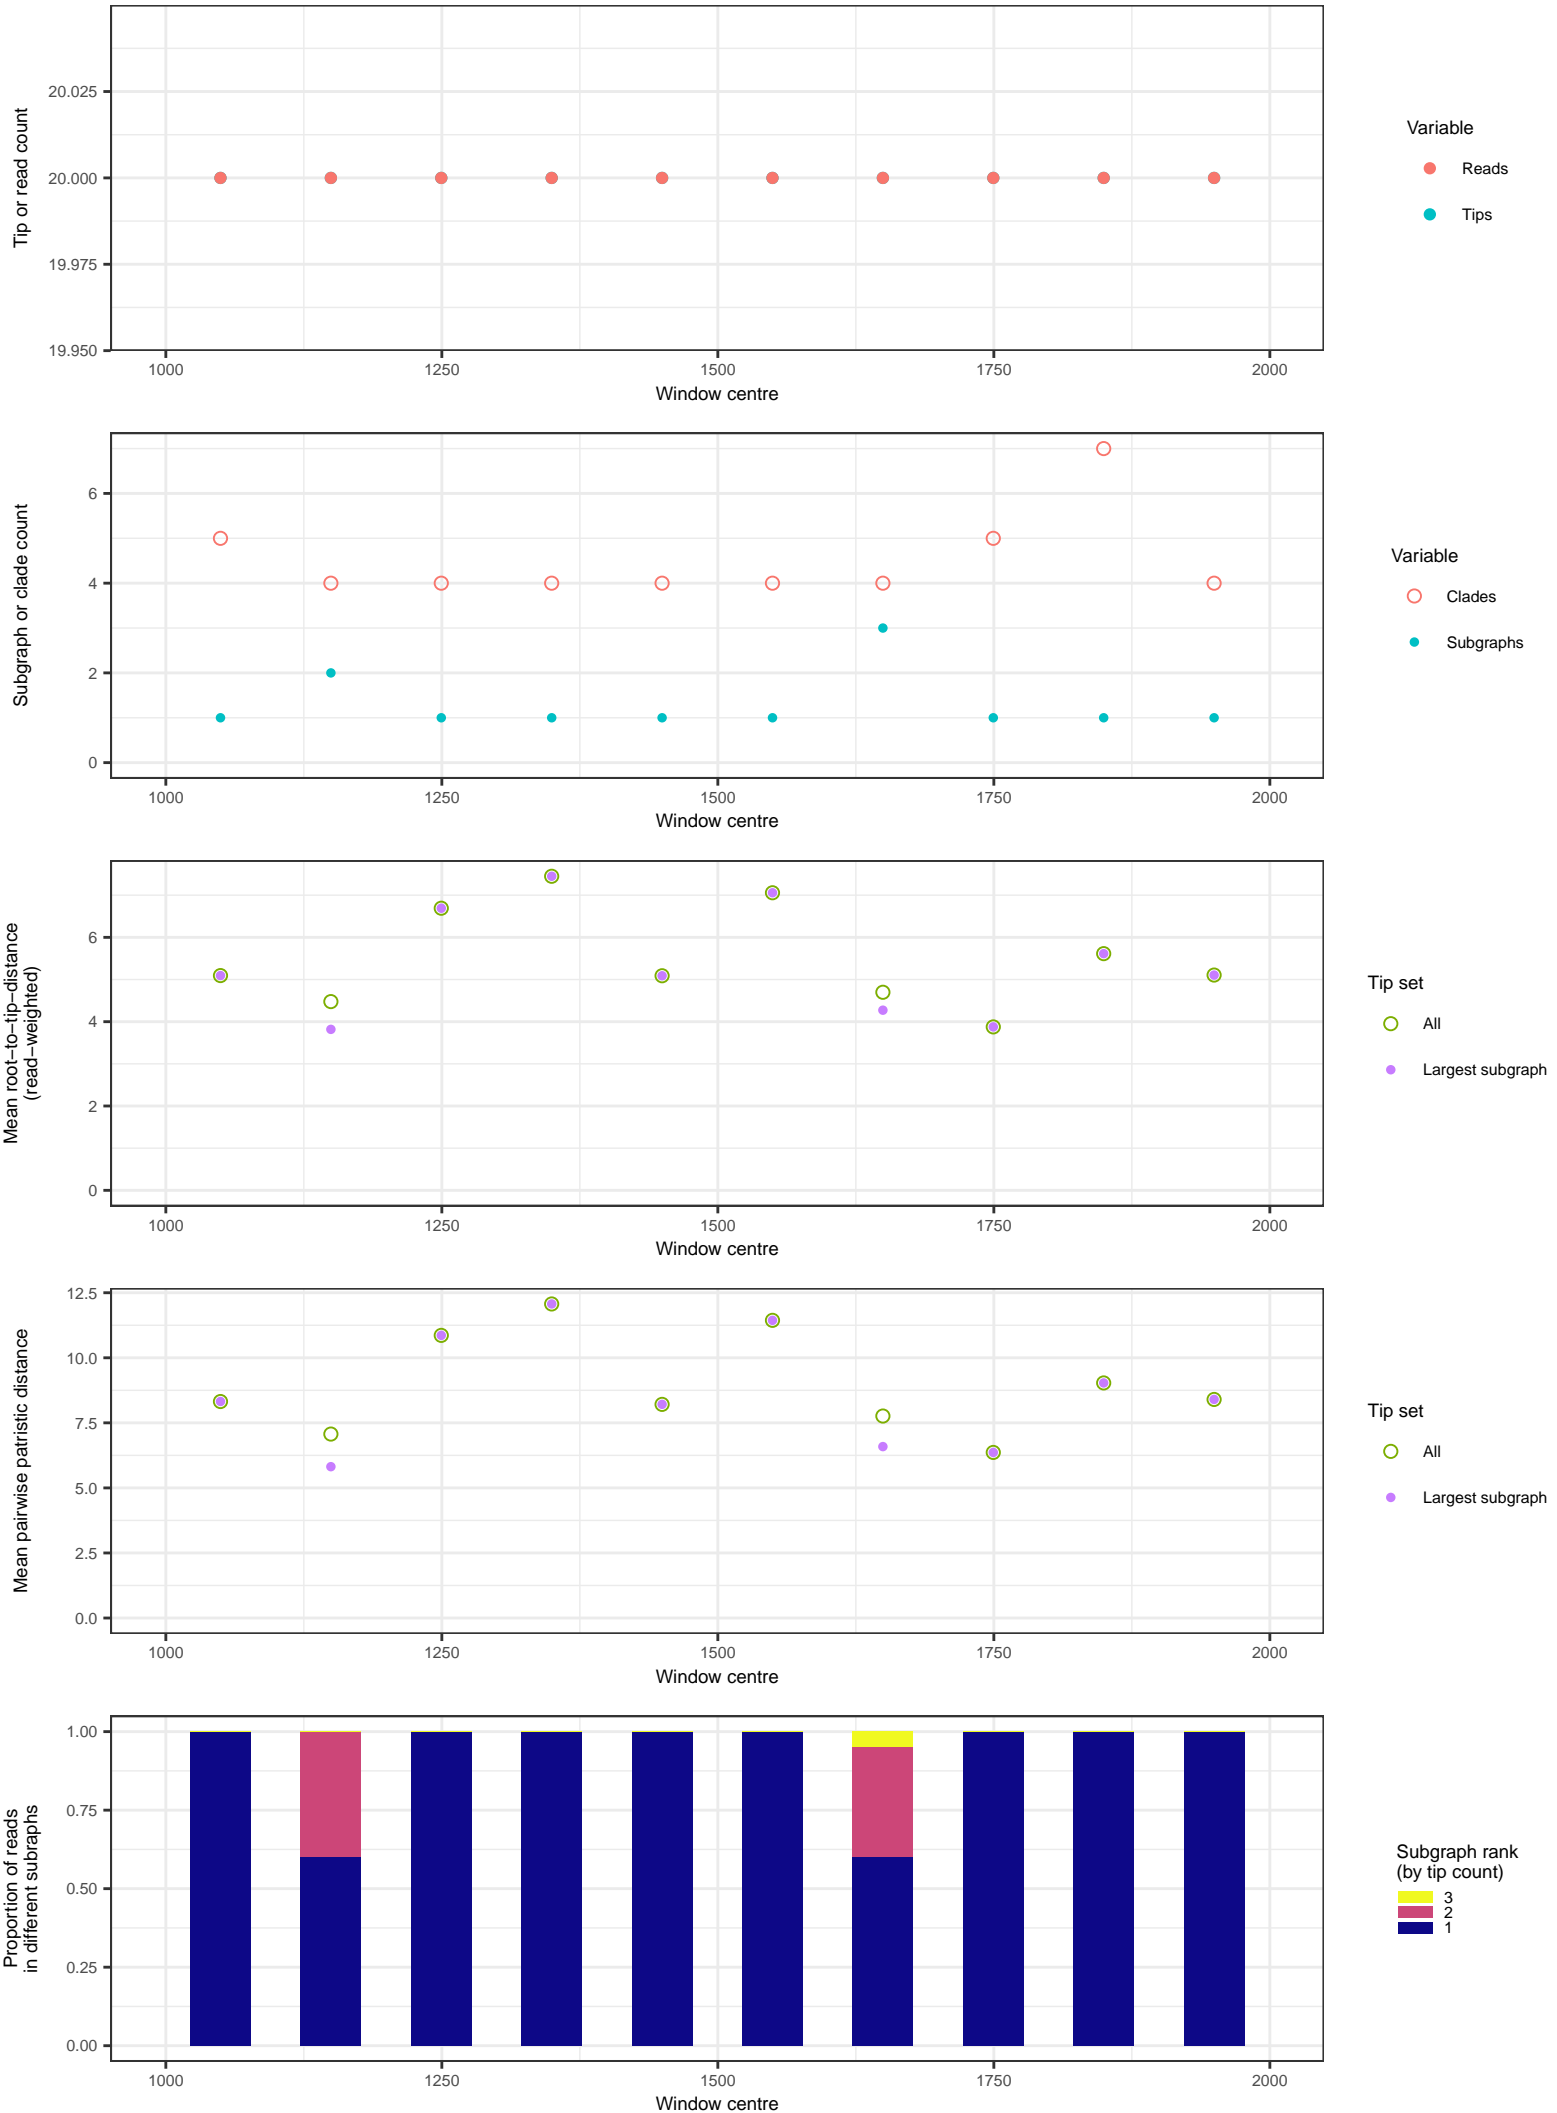 Tip or read count
20.025
20.000
19.975
19.950
1000 1250 1500 1750 2000
Window centre
Variable
Reads
Tips
Subgraph or clade count
6
4
2
0
1000 1250 1500 1750 2000
Window centre
Variable
Clades
Subgraphs
Mean root−to−tip−distance
(read−weighted)
6
4
2
0
1000 1250 1500 1750 2000
Window centre
Tip set
All
Largest subgraph
Mean pairwise patristic distance
12.5
10.0
7.5
5.0
2.5
0.0
1000 1250 1500 1750 2000
Window centre
Tip set
All
Largest subgraph
Proportion of reads
in different subraphs
1.00
0.75
0.50
0.25
0.00
1000 1250 1500 1750 2000
Window centre
Subgraph rank
(by tip count)
3
2
1